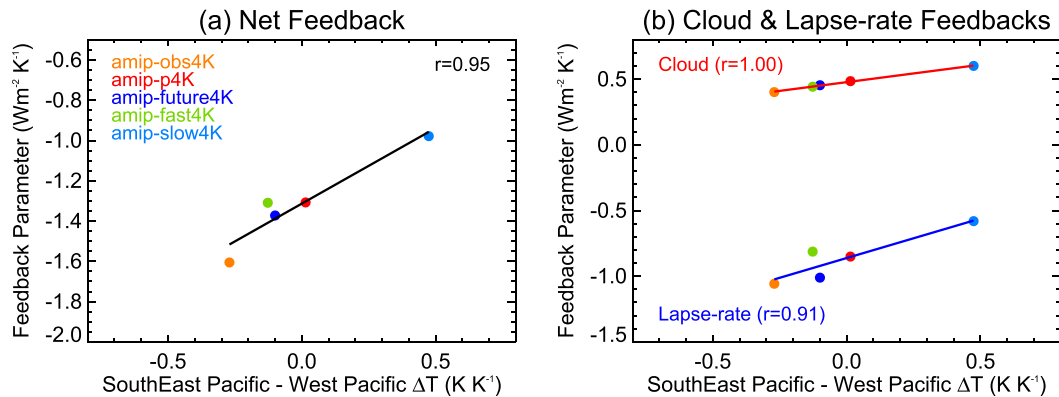 (a) Net Feedback
Feedback Parameter (Wm⁻² K⁻¹)
-0.6
-0.8
-1.0
-1.2
-1.4
-1.6
-1.8
-2.0
amip-obs4K
amip-p4K
amip-future4K
amip-fast4K
amip-slow4K
r=0.95
-0.5
0.0
0.5
SouthEast Pacific - West Pacific ΔT (K K⁻¹)
(b) Cloud & Lapse-rate Feedbacks
Feedback Parameter (Wm⁻² K⁻¹)
0.5
0.0
-0.5
-1.0
-1.5
Cloud (r=1.00)
Lapse-rate (r=0.91)
-0.5
0.0
0.5
SouthEast Pacific - West Pacific ΔT (K K⁻¹)